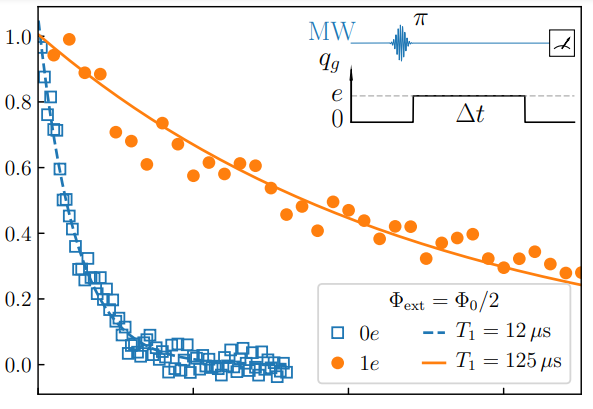 MW π
q_g
e
0
Δt
1.0
0.8
0.6
0.4
0.2
0.0
Φ_ext = Φ_0/2
0e T_1 = 12 μs
1e T_1 = 125 μs